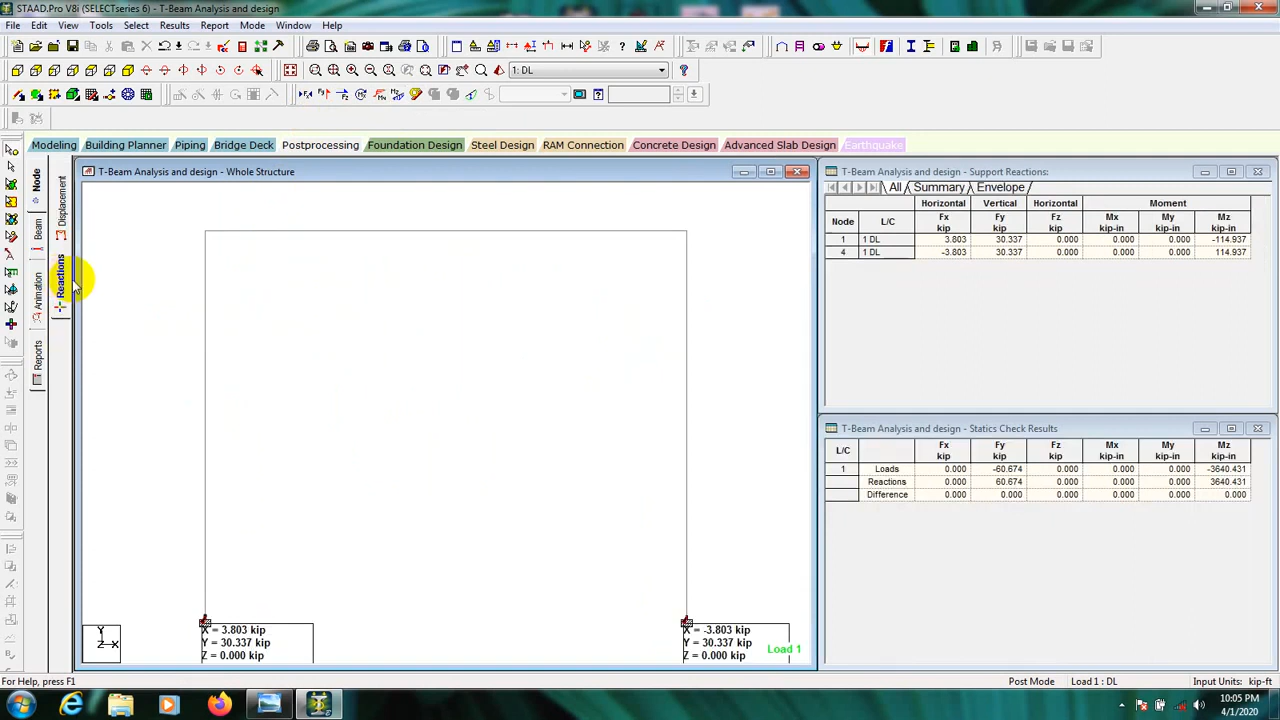 STAAD.Pro V8i (SELECTseries 6) - T-Beam Analysis and design
File Edit View Tools Select Results Report Mode Window Help
1: DL
Modeling Building Planner Piping Bridge Deck Postprocessing Foundation Design Steel Design RAM Connection Concrete Design Advanced Slab Design Earthquake
Node
Beam
Animation
Reports
Displacement
Reactions
T-Beam Analysis and design - Whole Structure
X = 3.803 kip
Y = 30.337 kip
Z = 0.000 kip
X = -3.803 kip
Y = 30.337 kip
Z = 0.000 kip
Load 1
Y
Z X
T-Beam Analysis and design - Support Reactions:
All Summary Envelope
Horizontal Vertical Horizontal Moment
Node L/C Fx kip Fy kip Fz kip Mx kip-in My kip-in Mz kip-in
1 1 DL 3.803 30.337 0.000 0.000 0.000 -114.937
4 1 DL -3.803 30.337 0.000 0.000 0.000 114.937
T-Beam Analysis and design - Statics Check Results
L/C Fx kip Fy kip Fz kip Mx kip-in My kip-in Mz kip-in
1 Loads 0.000 -60.674 0.000 0.000 0.000 -3640.431
Reactions 0.000 60.674 0.000 0.000 0.000 3640.431
Difference 0.000 0.000 0.000 0.000 0.000 0.000
For Help, press F1
Post Mode Load 1 : DL Input Units: kip-ft
10:05 PM
4/1/2020